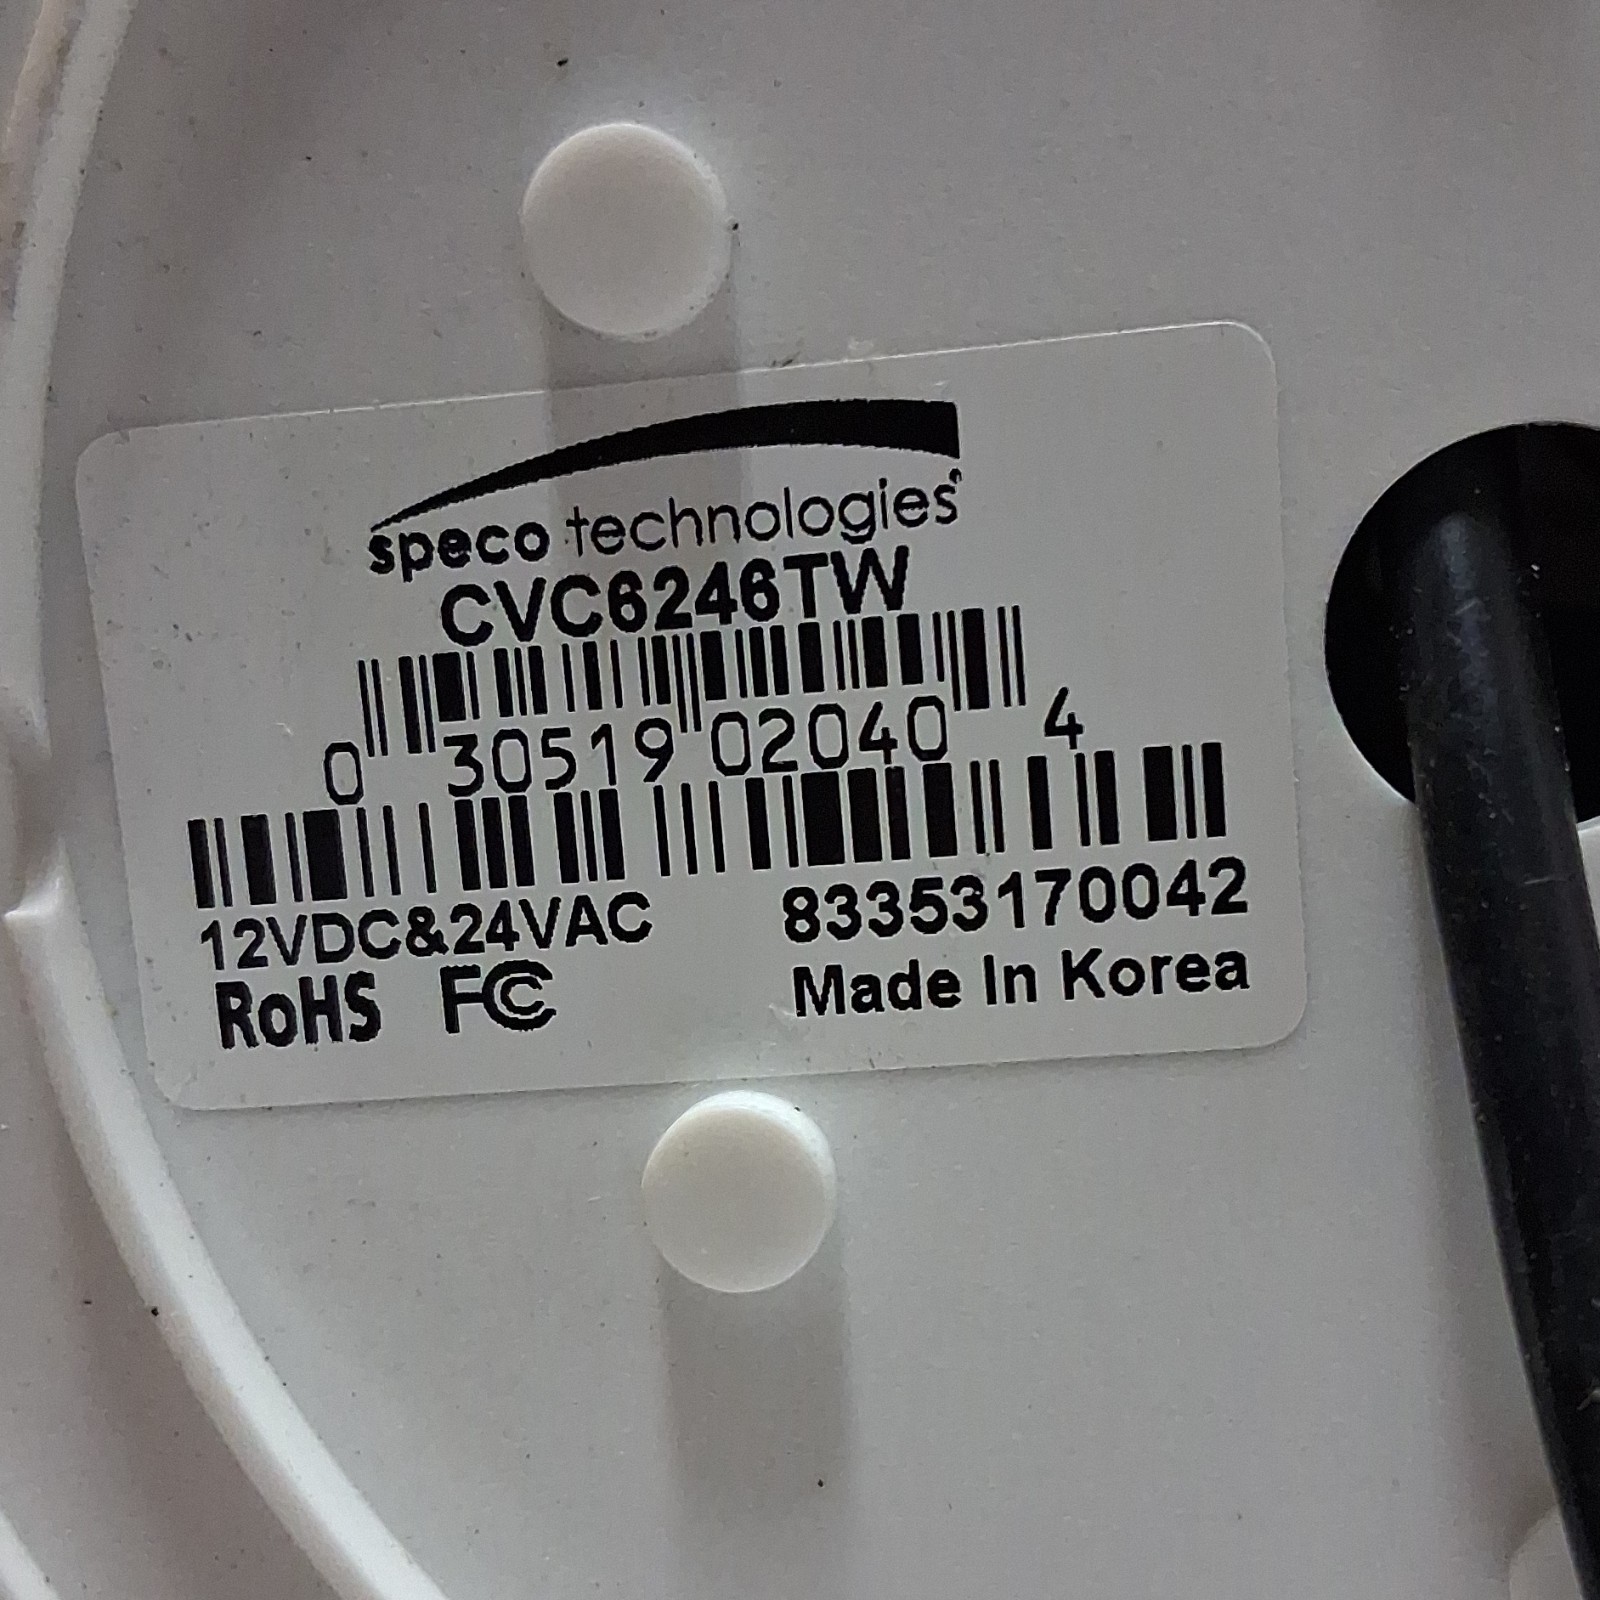 speco technologies
CVC6246TW
0 30519 02040 4
12VDC&24VAC 83353170042
RoHS FC Made In Korea